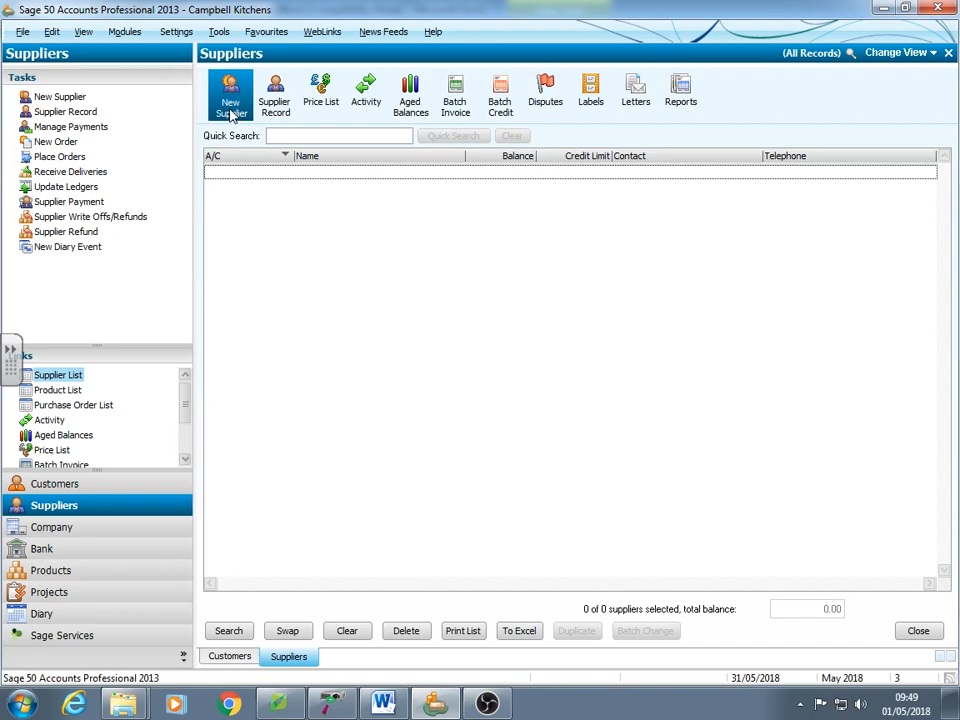 Sage 50 Accounts Professional 2013 - Campbell Kitchens
File Edit View Modules Settings Tools Favourites WebLinks News Feeds Help
Suppliers
Suppliers
(All Records)
Change View
Tasks
New Supplier
Supplier Record
Manage Payments
New Order
Place Orders
Receive Deliveries
Update Ledgers
Supplier Payment
Supplier Write Offs/Refunds
Supplier Refund
New Diary Event
New Supplier
Supplier Record
Price List
Activity
Aged Balances
Batch Invoice
Batch Credit
Disputes
Labels
Letters
Reports
Quick Search:
Quick Search
Clear
A/C Name Balance Credit Limit Contact Telephone
Supplier List
Product List
Purchase Order List
Activity
Aged Balances
Price List
Batch Invoice
Customers
Suppliers
Company
Bank
Products
Projects
Diary
Sage Services
0 of 0 suppliers selected, total balance: 0.00
Search Swap Clear Delete Print List To Excel Duplicate Batch Change Close
Customers Suppliers
Sage 50 Accounts Professional 2013
31/05/2018 May 2018 3
09:49
01/05/2018